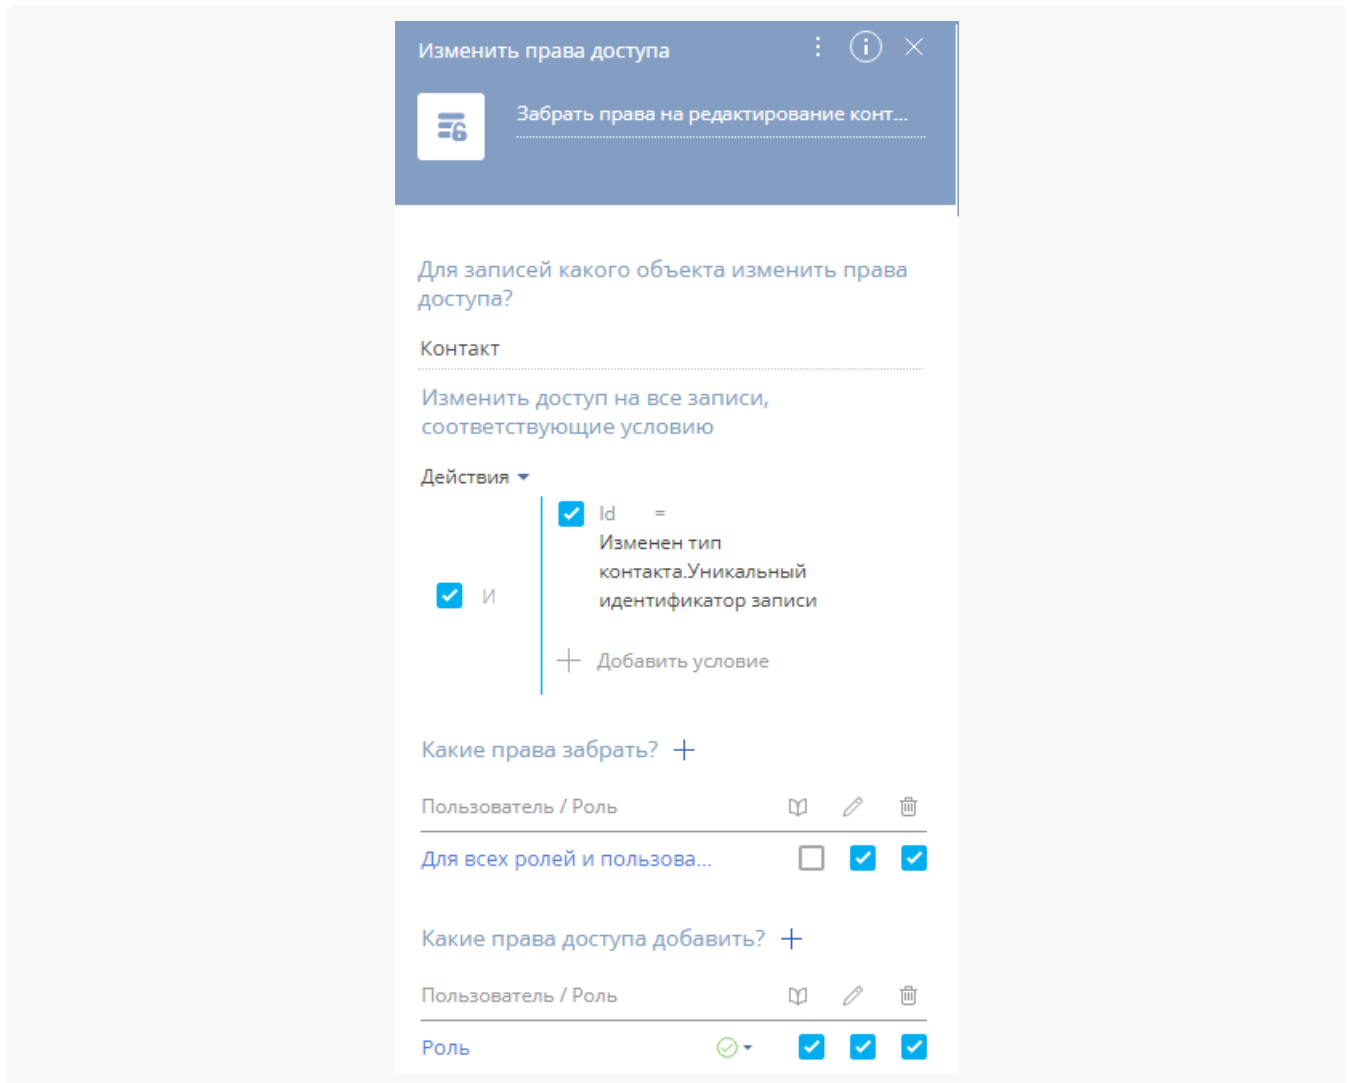 Изменить права доступа
Забрать права на редактирование конт...
Для записей какого объекта изменить права
доступа?
Контакт
Изменить доступ на все записи,
соответствующие условию
Действия
Id =
Изменен тип
контакта.Уникальный
идентификатор записи
И
Добавить условие
Какие права забрать?
Пользователь / Роль
Для всех ролей и пользова...
Какие права доступа добавить?
Пользователь / Роль
Роль